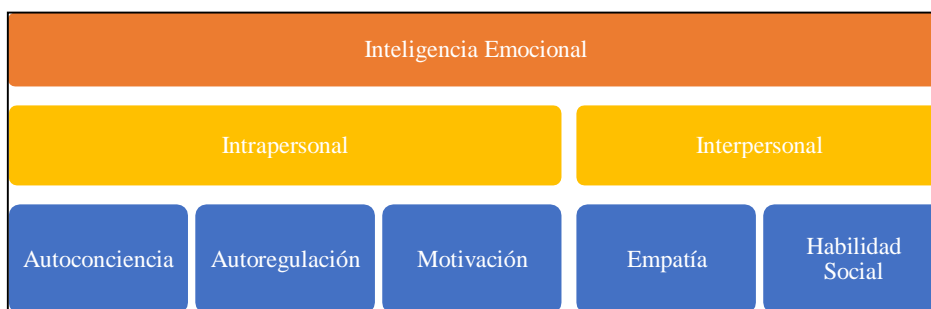 Inteligencia Emocional
Intrapersonal
Interpersonal
Autoconciencia
Autoregulación
Motivación
Empatía
Habilidad
Social